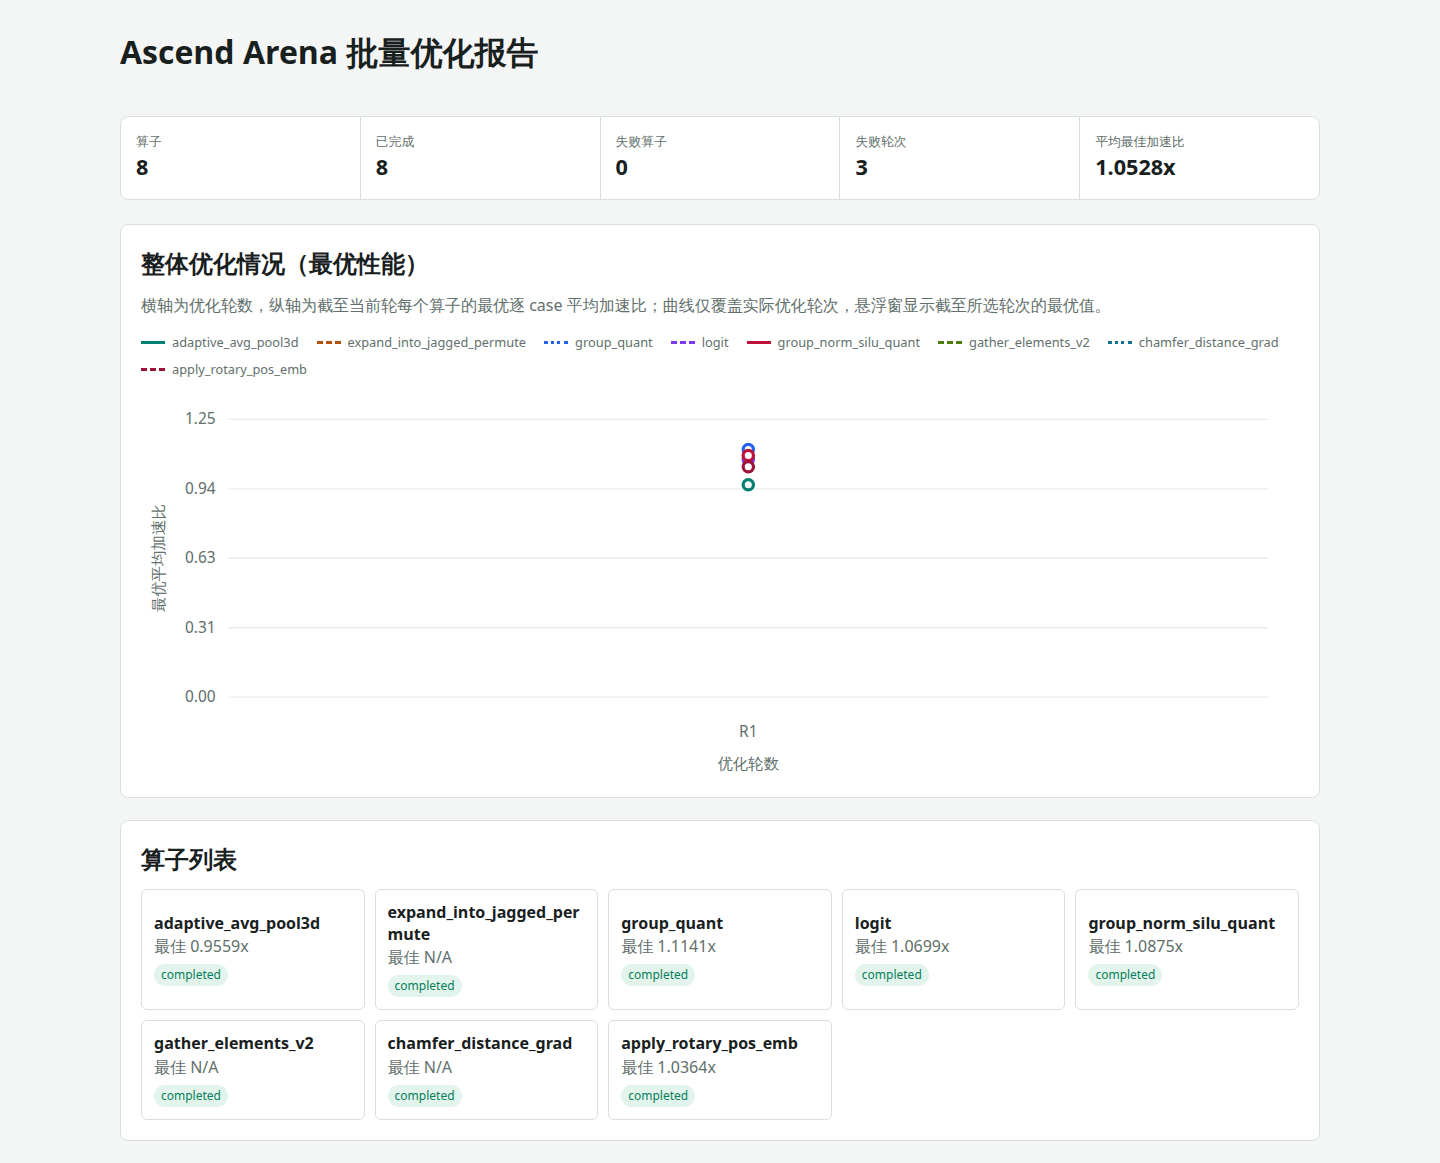 Ascend Arena 批量优化报告
算子
8
已完成
8
失败算子
0
失败轮次
3
平均最佳加速比
1.0528x
整体优化情况（最优性能）
横轴为优化轮数，纵轴为截至当前轮每个算子的最优逐 case 平均加速比；曲线仅覆盖实际优化轮次，悬浮窗显示截至所选轮次的最优值。
adaptive_avg_pool3d expand_into_jagged_permute group_quant logit group_norm_silu_quant gather_elements_v2 chamfer_distance_grad
apply_rotary_pos_emb
1.25
0.94
0.63
0.31
0.00
最优平均加速比
R1
优化轮数
算子列表
adaptive_avg_pool3d
最佳 0.9559x
completed
expand_into_jagged_per
mute
最佳 N/A
completed
group_quant
最佳 1.1141x
completed
logit
最佳 1.0699x
completed
group_norm_silu_quant
最佳 1.0875x
completed
gather_elements_v2
最佳 N/A
completed
chamfer_distance_grad
最佳 N/A
completed
apply_rotary_pos_emb
最佳 1.0364x
completed